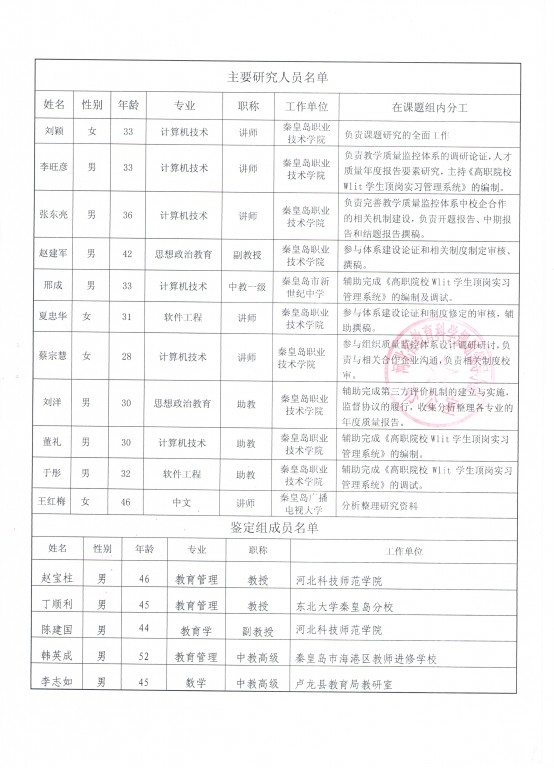 主要研究人员名单
姓名 性别 年龄 专业 职称 工作单位 在课题组内分工
刘颖 女 33 计算机技术 讲师 秦皇岛职业
技术学院 负责课题研究的全面工作
李旺彦 男 33 计算机技术 讲师 秦皇岛职业
技术学院 负责教学质量监控体系的调研论证，人才
质量年度报告要素研究，主持《高职院校
Wlit 学生顶岗实习管理系统》的编制。
张东亮 男 36 计算机技术 讲师 秦皇岛职业
技术学院 负责完善教学质量监控体系中校企合作
的相关机制建设，负责开题报告、中期报
告和结题报告撰稿。
赵建军 男 42 思想政治教育 副教授 秦皇岛职业
技术学院 参与体系建设论证和相关制度制定审核、
撰稿。
邢成 男 33 计算机技术 中教一级 秦皇岛市新
世纪中学 辅助完成《高职院校 Wlit 学生顶岗实习
管理系统》的编制及调试。
夏忠华 女 31 软件工程 讲师 秦皇岛职业
技术学院 参与体系建设论证和制度修定的审核，辅
助撰稿。
蔡宗慧 女 28 计算机技术 讲师 秦皇岛职业
技术学院 参与组织质量监控体系设计调研研讨，负
责与相关合作企业沟通，负责相关制度校
审。
刘洋 男 30 思想政治教育 助教 秦皇岛职业
技术学院 辅助完成第三方评价机制的建立与实施，
监督协议的履行，收集分析整理各专业的
年度质量报告。
董礼 男 30 计算机技术 助教 秦皇岛职业
技术学院 辅助完成《高职院校 Wlit 学生顶岗实习
管理系统》的编制。
于彤 男 32 软件工程 助教 秦皇岛职业
技术学院 辅助完成《高职院校 Wlit 学生顶岗实习
管理系统》的调试。
王红梅 女 46 中文 讲师 秦皇岛广播
电视大学 分析整理研究资料
鉴定组成员名单
姓名 性别 年龄 专业 职称 工作单位
赵宝柱 男 46 教育管理 教授 河北科技师范学院
丁顺利 男 45 教育管理 教授 东北大学秦皇岛分校
陈建国 男 44 教育学 副教授 河北科技师范学院
韩英成 男 52 教育管理 中教高级 秦皇岛市海港区教师进修学校
李志如 男 45 数学 中教高级 卢龙县教育局教研室